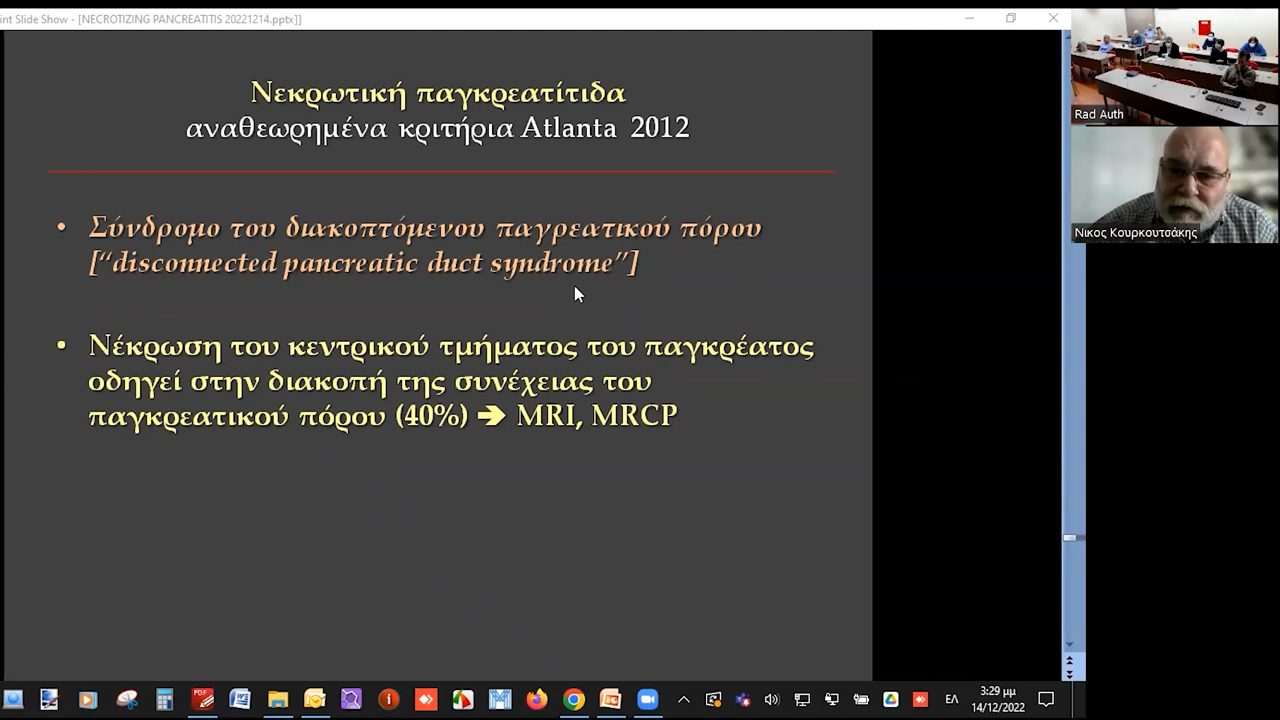 int Slide Show - [NECROTIZING PANCREATITIS 20221214.pptx]]
Νεκρωτική παγκρεατίτιδα
αναθεωρημένα κριτήρια Atlanta 2012
• Σύνδρομο του διακοπτόμενου παγρεατικού πόρου
[“disconnected pancreatic duct syndrome”]
• Νέκρωση του κεντρικού τμήματος του παγκρέατος
οδηγεί στην διακοπή της συνέχειας του
παγκρεατικού πόρου (40%) ➔ MRI, MRCP
Rad Auth
Νικος Κουρκουτσάκης
PDF
ΕΛ
3:29 μμ
14/12/2022